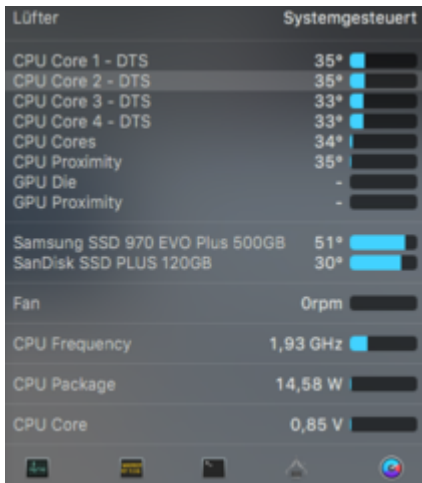 Lüfter Systemgesteuert
CPU Core 1 - DTS 35°
CPU Core 2 - DTS 35°
CPU Core 3 - DTS 33°
CPU Core 4 - DTS 33°
CPU Cores 34°
CPU Proximity 35°
GPU Die -
GPU Proximity -
Samsung SSD 970 EVO Plus 500GB 51°
SanDisk SSD PLUS 120GB 30°
Fan 0rpm
CPU Frequency 1,93 GHz
CPU Package 14,58 W
CPU Core 0,85 V